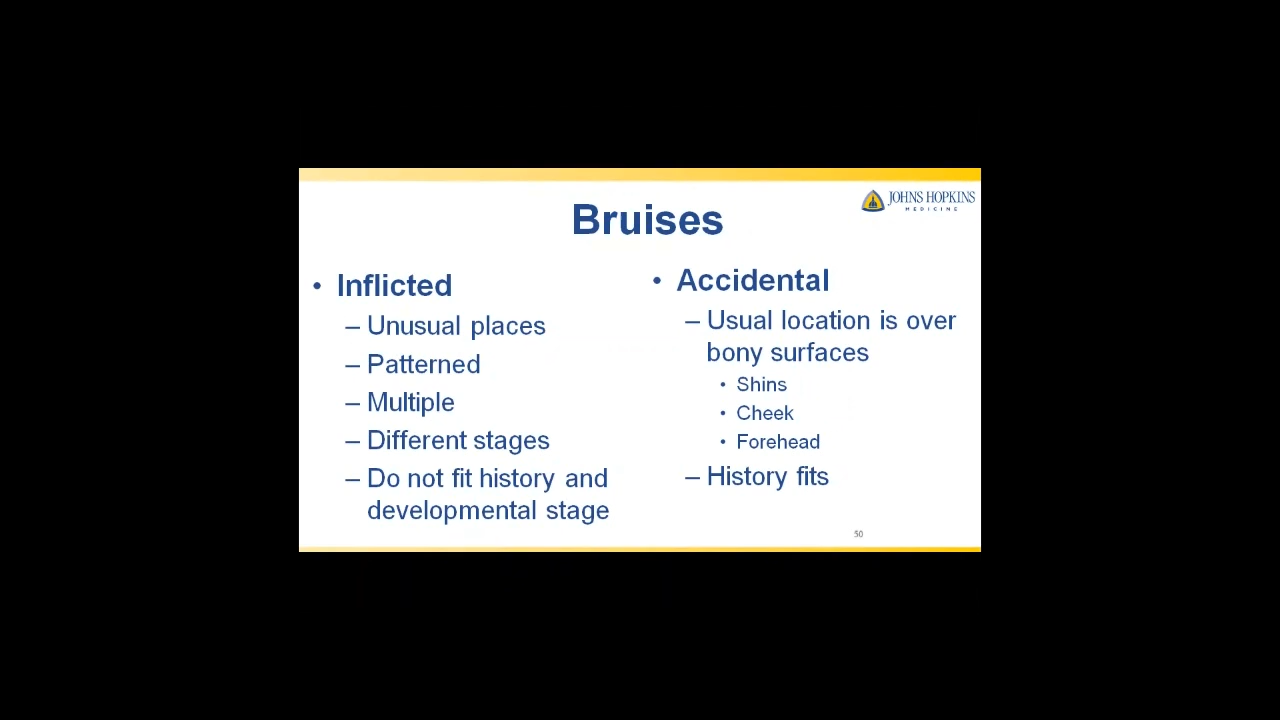 JOHNS HOPKINS
MEDICINE
Bruises
• Inflicted
– Unusual places
– Patterned
– Multiple
– Different stages
– Do not fit history and
developmental stage
• Accidental
– Usual location is over
bony surfaces
• Shins
• Cheek
• Forehead
– History fits
50